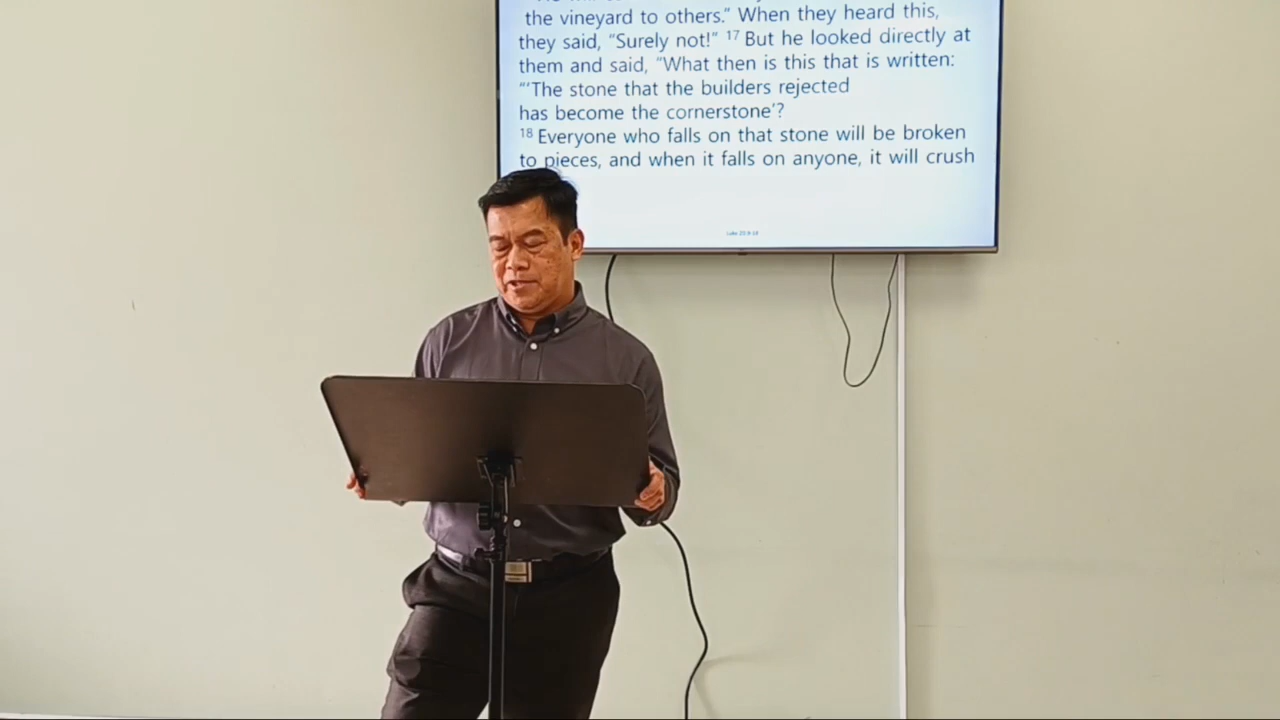 the vineyard to others.” When they heard this,
they said, “Surely not!” 17 But he looked directly at
them and said, “What then is this that is written:
“‘The stone that the builders rejected
has become the cornerstone’?
18 Everyone who falls on that stone will be broken
to pieces, and when it falls on anyone, it will crush